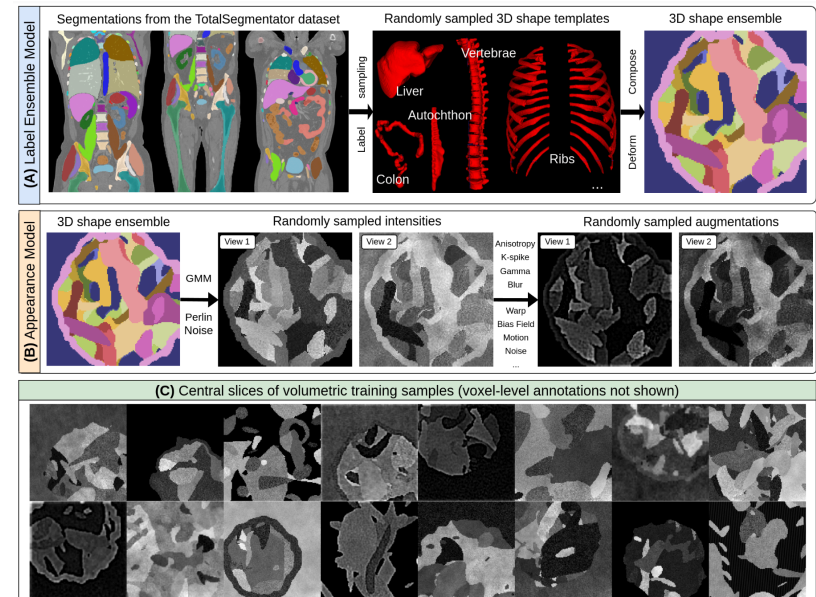 (A) Label Ensemble Model
Segmentations from the TotalSegmentator dataset
Label sampling
Randomly sampled 3D shape templates
Liver
Vertebrae
Autochthon
Colon
Ribs
...
Deform Compose
3D shape ensemble
(B) Appearance Model
3D shape ensemble
GMM
Perlin
Noise
Randomly sampled intensities
View 1
View 2
Anisotropy
K-spike
Gamma
Blur
Warp
Bias Field
Motion
Noise
...
Randomly sampled augmentations
View 1
View 2
(C) Central slices of volumetric training samples (voxel-level annotations not shown)